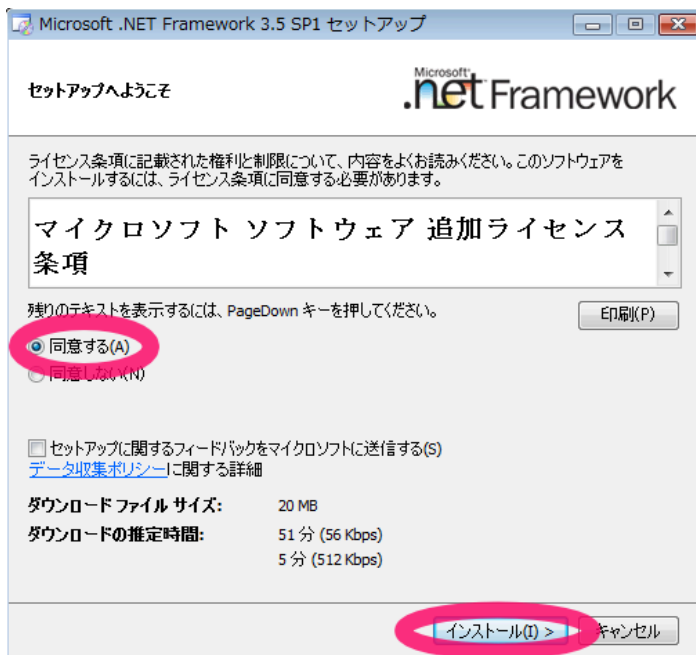 Microsoft .NET Framework 3.5 SP1 セットアップ
セットアップへようこそ
Microsoft
.net Framework
ライセンス条項に記載された権利と制限について、内容をよくお読みください。このソフトウェアを
インストールするには、ライセンス条項に同意する必要があります。
マイクロソフト ソフトウェア 追加ライセンス
条項
残りのテキストを表示するには、PageDown キーを押してください。
印刷(P)
同意する(A)
同意しない(N)
セットアップに関するフィードバックをマイクロソフトに送信する(S)
データ収集ポリシーに関する詳細
ダウンロード ファイル サイズ: 20 MB
ダウンロードの推定時間: 51 分 (56 Kbps)
5 分 (512 Kbps)
インストール(I) > キャンセル